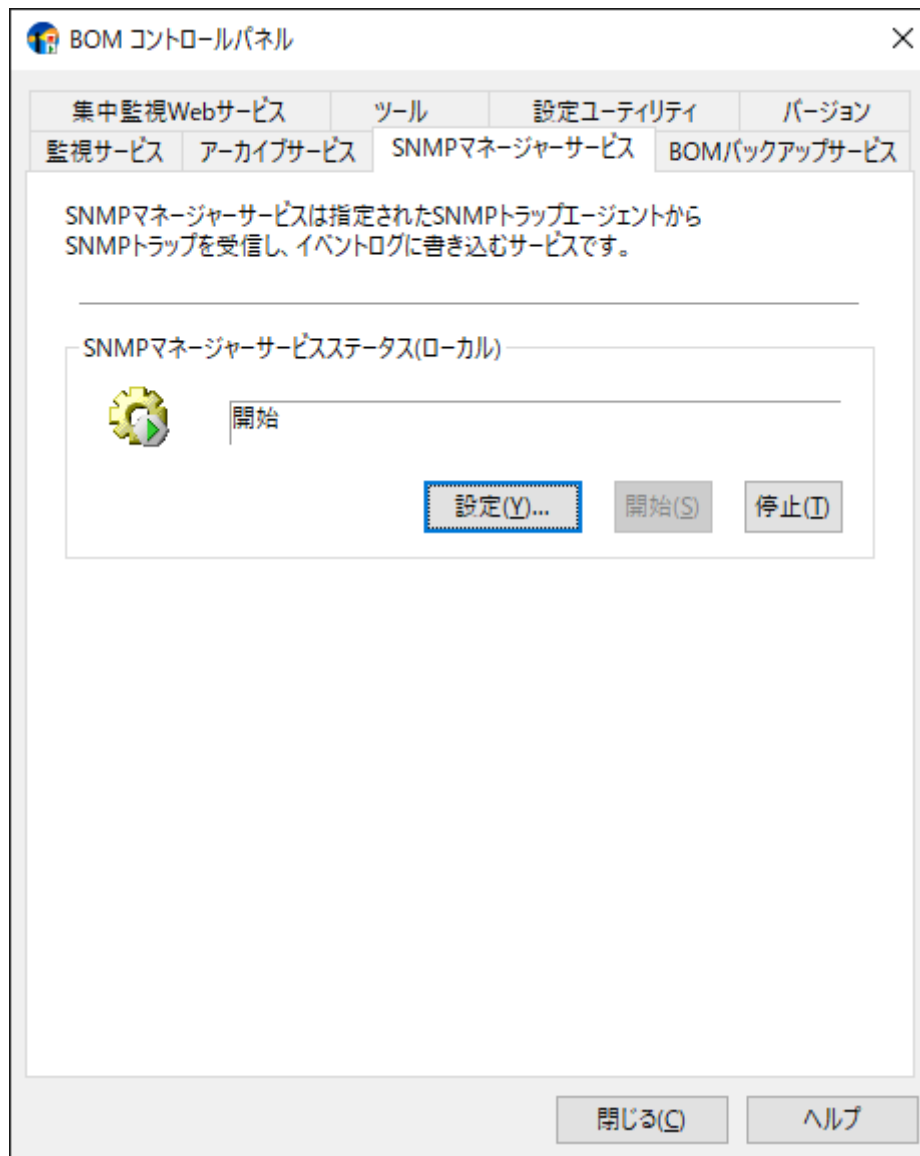 BOM コントロールパネル
集中監視Webサービス ツール 設定ユーティリティ バージョン
監視サービス アーカイブサービス SNMPマネージャーサービス BOMバックアップサービス
SNMPマネージャーサービスは指定されたSNMPトラップエージェントから
SNMPトラップを受信し、イベントログに書き込むサービスです。
SNMPマネージャーサービスステータス(ローカル)
開始
設定(Y)... 開始(S) 停止(T)
閉じる(C) ヘルプ